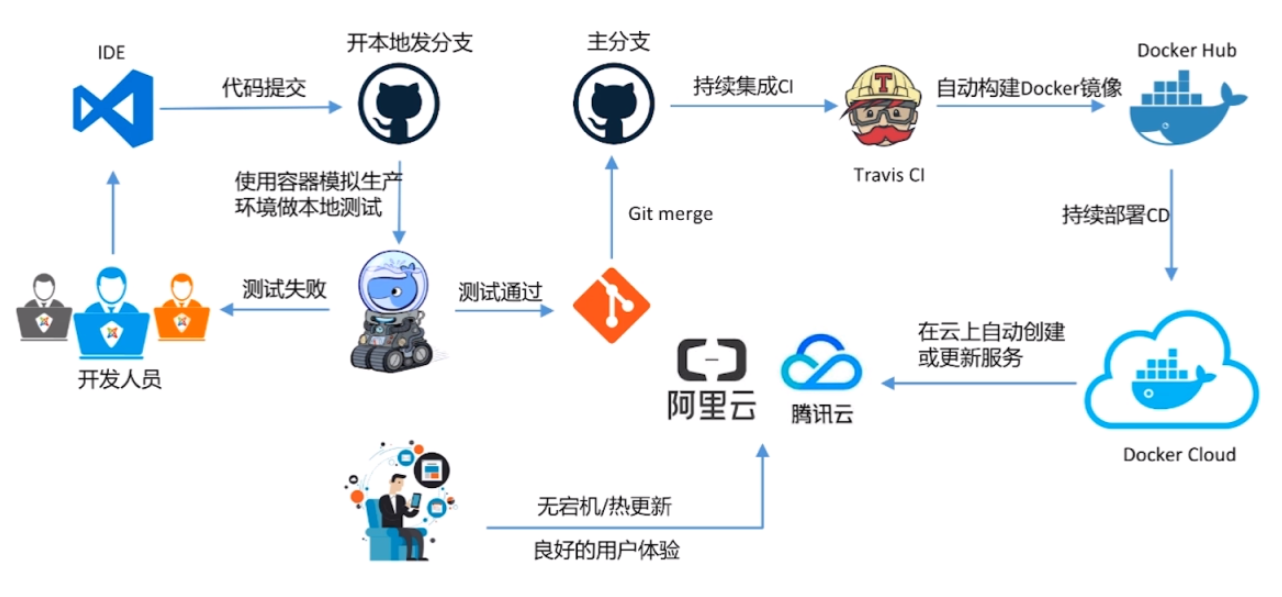 IDE
开本地发分支
主分支
Docker Hub
代码提交
持续集成CI
自动构建Docker镜像
T
Travis CI
使用容器模拟生产
环境做本地测试
Git merge
持续部署CD
测试失败
测试通过
开发人员
在云上自动创建
或更新服务
阿里云
腾讯云
Docker Cloud
无宕机/热更新
良好的用户体验